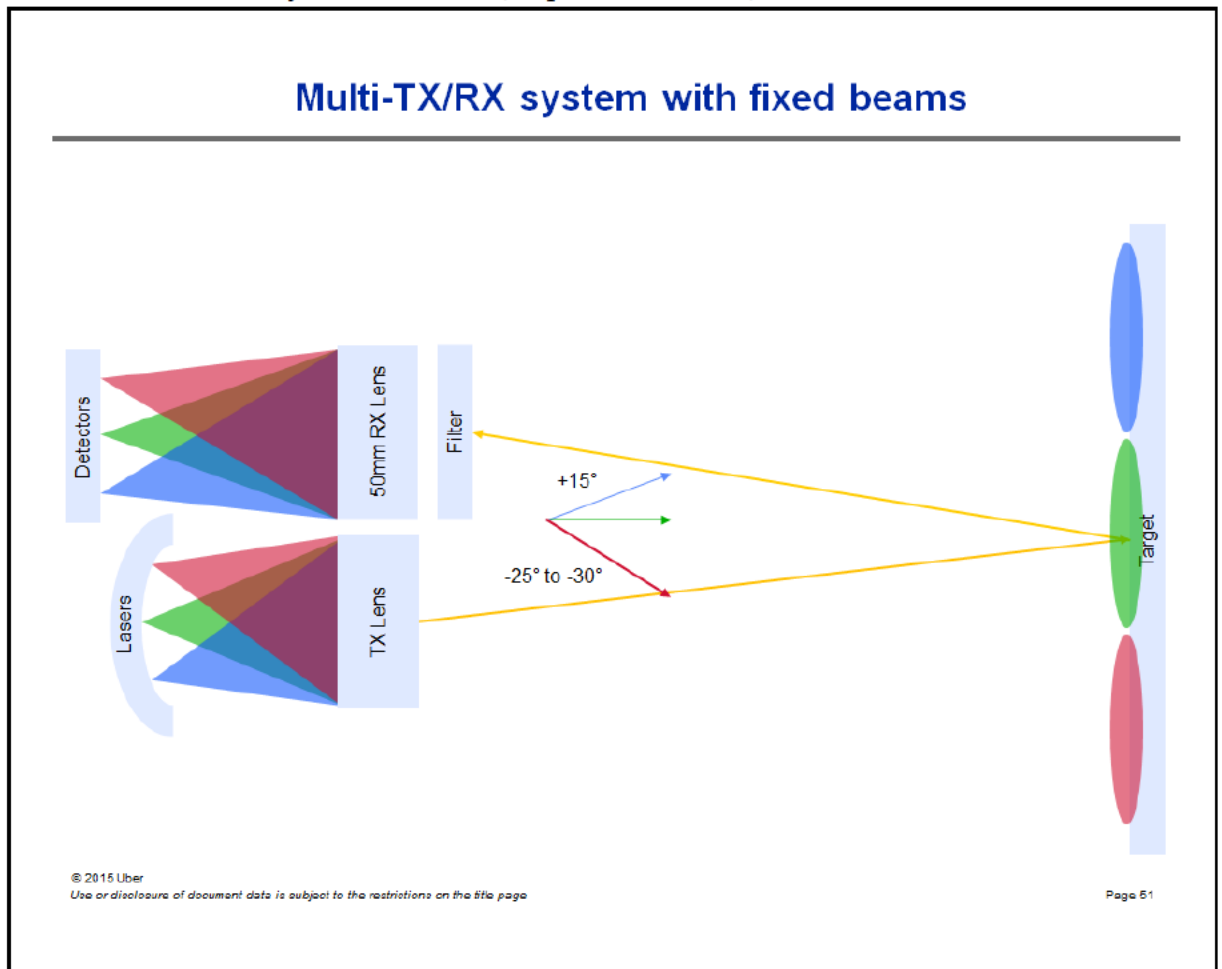 Multi-TX/RX system with fixed beams
Detectors
50mm RX Lens
Filter
+15°
-25° to -30°
Lasers
TX Lens
Target
© 2015 Uber
Use or disclosure of document data is subject to the restrictions on the title page
Page 51